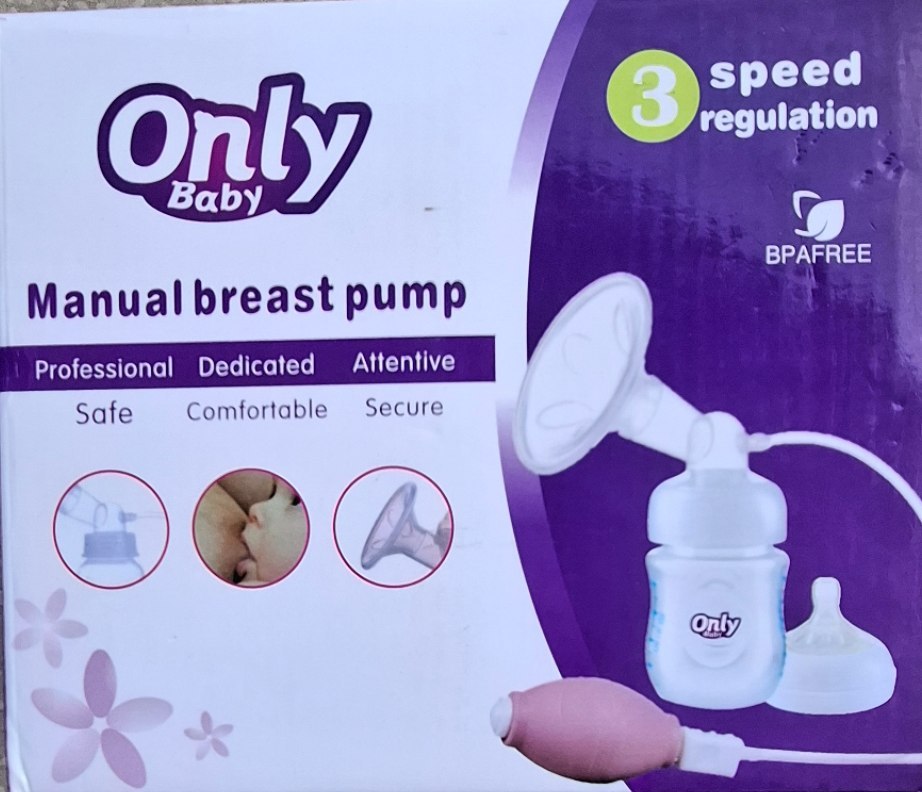 Only
Baby
3 speed
regulation
BPAFREE
Manual breast pump
Professional Dedicated Attentive
Safe Comfortable Secure
Only
Baby